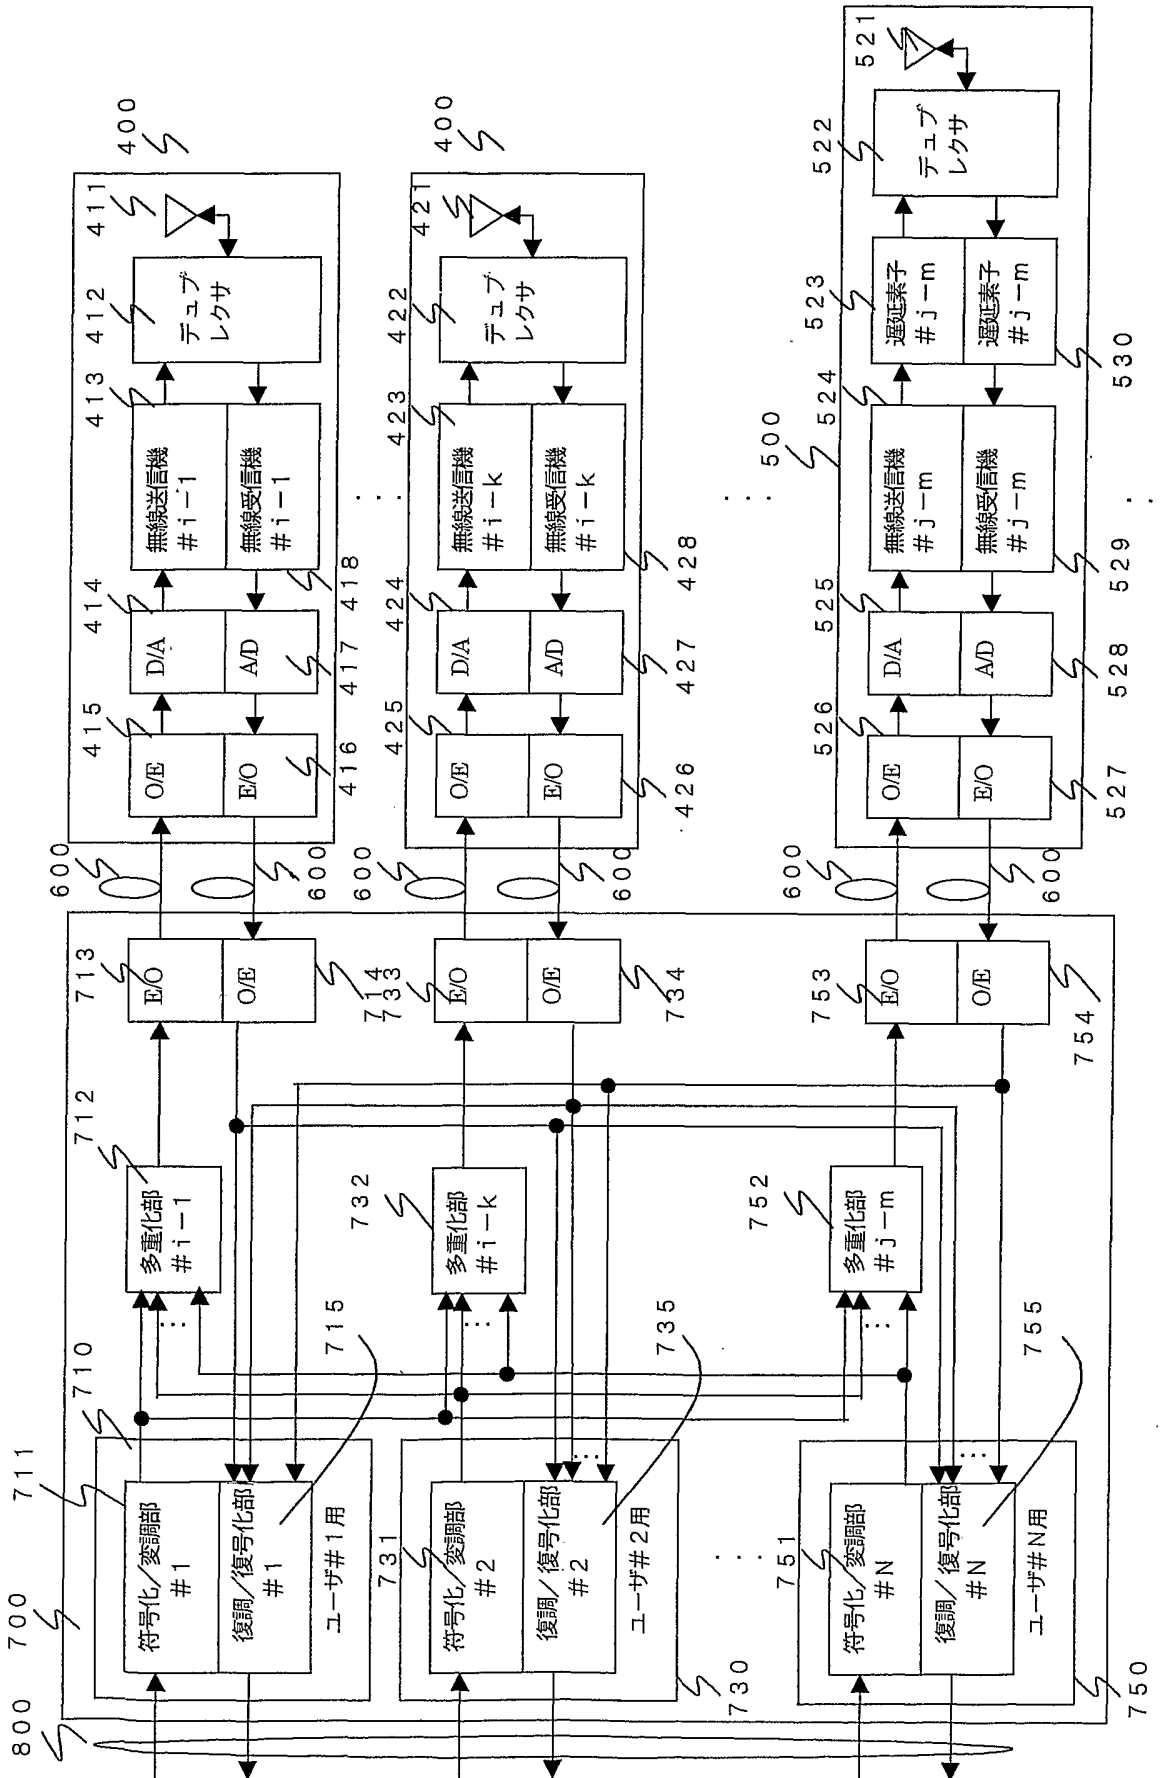 800
700
711
710
符号化／変調部
#1
復調／復号化部
#1
ユーザ#1用
715
712
多重化部
#i-1
...
713
E/O
O/E
714
600
600
415
O/E
E/O
416
414
D/A
A/D
417
413
無線送信機
#i-1
無線受信機
#i-1
418
412
デュプ
レクサ
411
400
731
符号化／変調部
#2
復調／復号化部
#2
ユーザ#2用
730
735
...
732
多重化部
#i-k
...
733
E/O
O/E
734
600
600
425
O/E
E/O
426
424
D/A
A/D
427
423
無線送信機
#i-k
無線受信機
#i-k
428
422
デュプ
レクサ
421
400
...
...
...
751
符号化／変調部
#N
復調／復号化部
#N
ユーザ#N用
750
755
...
752
多重化部
#j-m
...
753
E/O
O/E
754
600
600
500
526
O/E
E/O
527
525
D/A
A/D
528
524
無線送信機
#j-m
無線受信機
#j-m
529
523
遅延素子
#j-m
遅延素子
#j-m
530
522
デュプ
レクサ
521